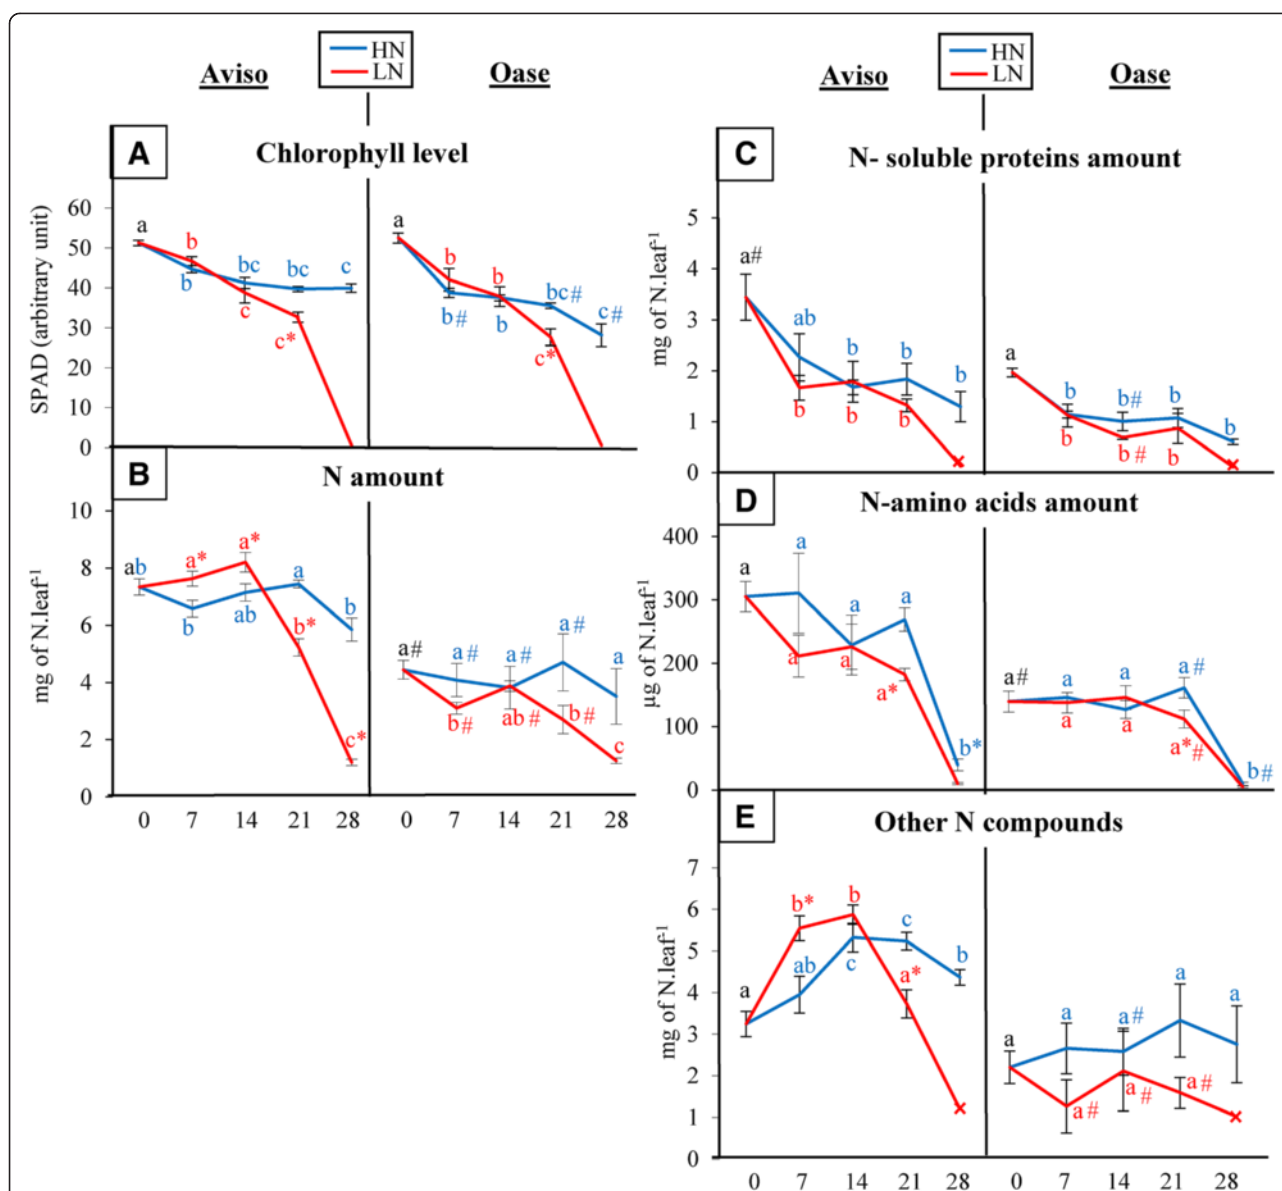 HN
LN
Aviso
Oase
A
Chlorophyll level
SPAD (arbitrary unit)
60
50
40
30
20
10
0
a
b
b
bc
c
bc
c*
c
a
b
b#
b
b
bc#
c*
c#
B
N amount
mg of N.leaf-1
10
8
6
4
2
0
ab
a*
b
a*
ab
a
b*
b
c*
a#
a#
b#
a#
ab#
a#
b#
a
c
0 7 14 21 28
0 7 14 21 28
HN
LN
Aviso
Oase
C
N- soluble proteins amount
mg of N.leaf-1
5
4
3
2
1
0
a#
ab
b
b
b
b
b
b
a
b
b
b#
b#
b
b
b
D
N-amino acids amount
µg of N.leaf-1
400
300
200
100
0
a
a
a
a
a
a
a*
b*
a#
a
a
a
a
a#
a*#
b#
E
Other N compounds
mg of N.leaf-1
7
6
5
4
3
2
1
0
a
b*
ab
b
c
c
a*
b
a
a
a#
a#
a#
a
a#
a
0 7 14 21 28
0 7 14 21 28